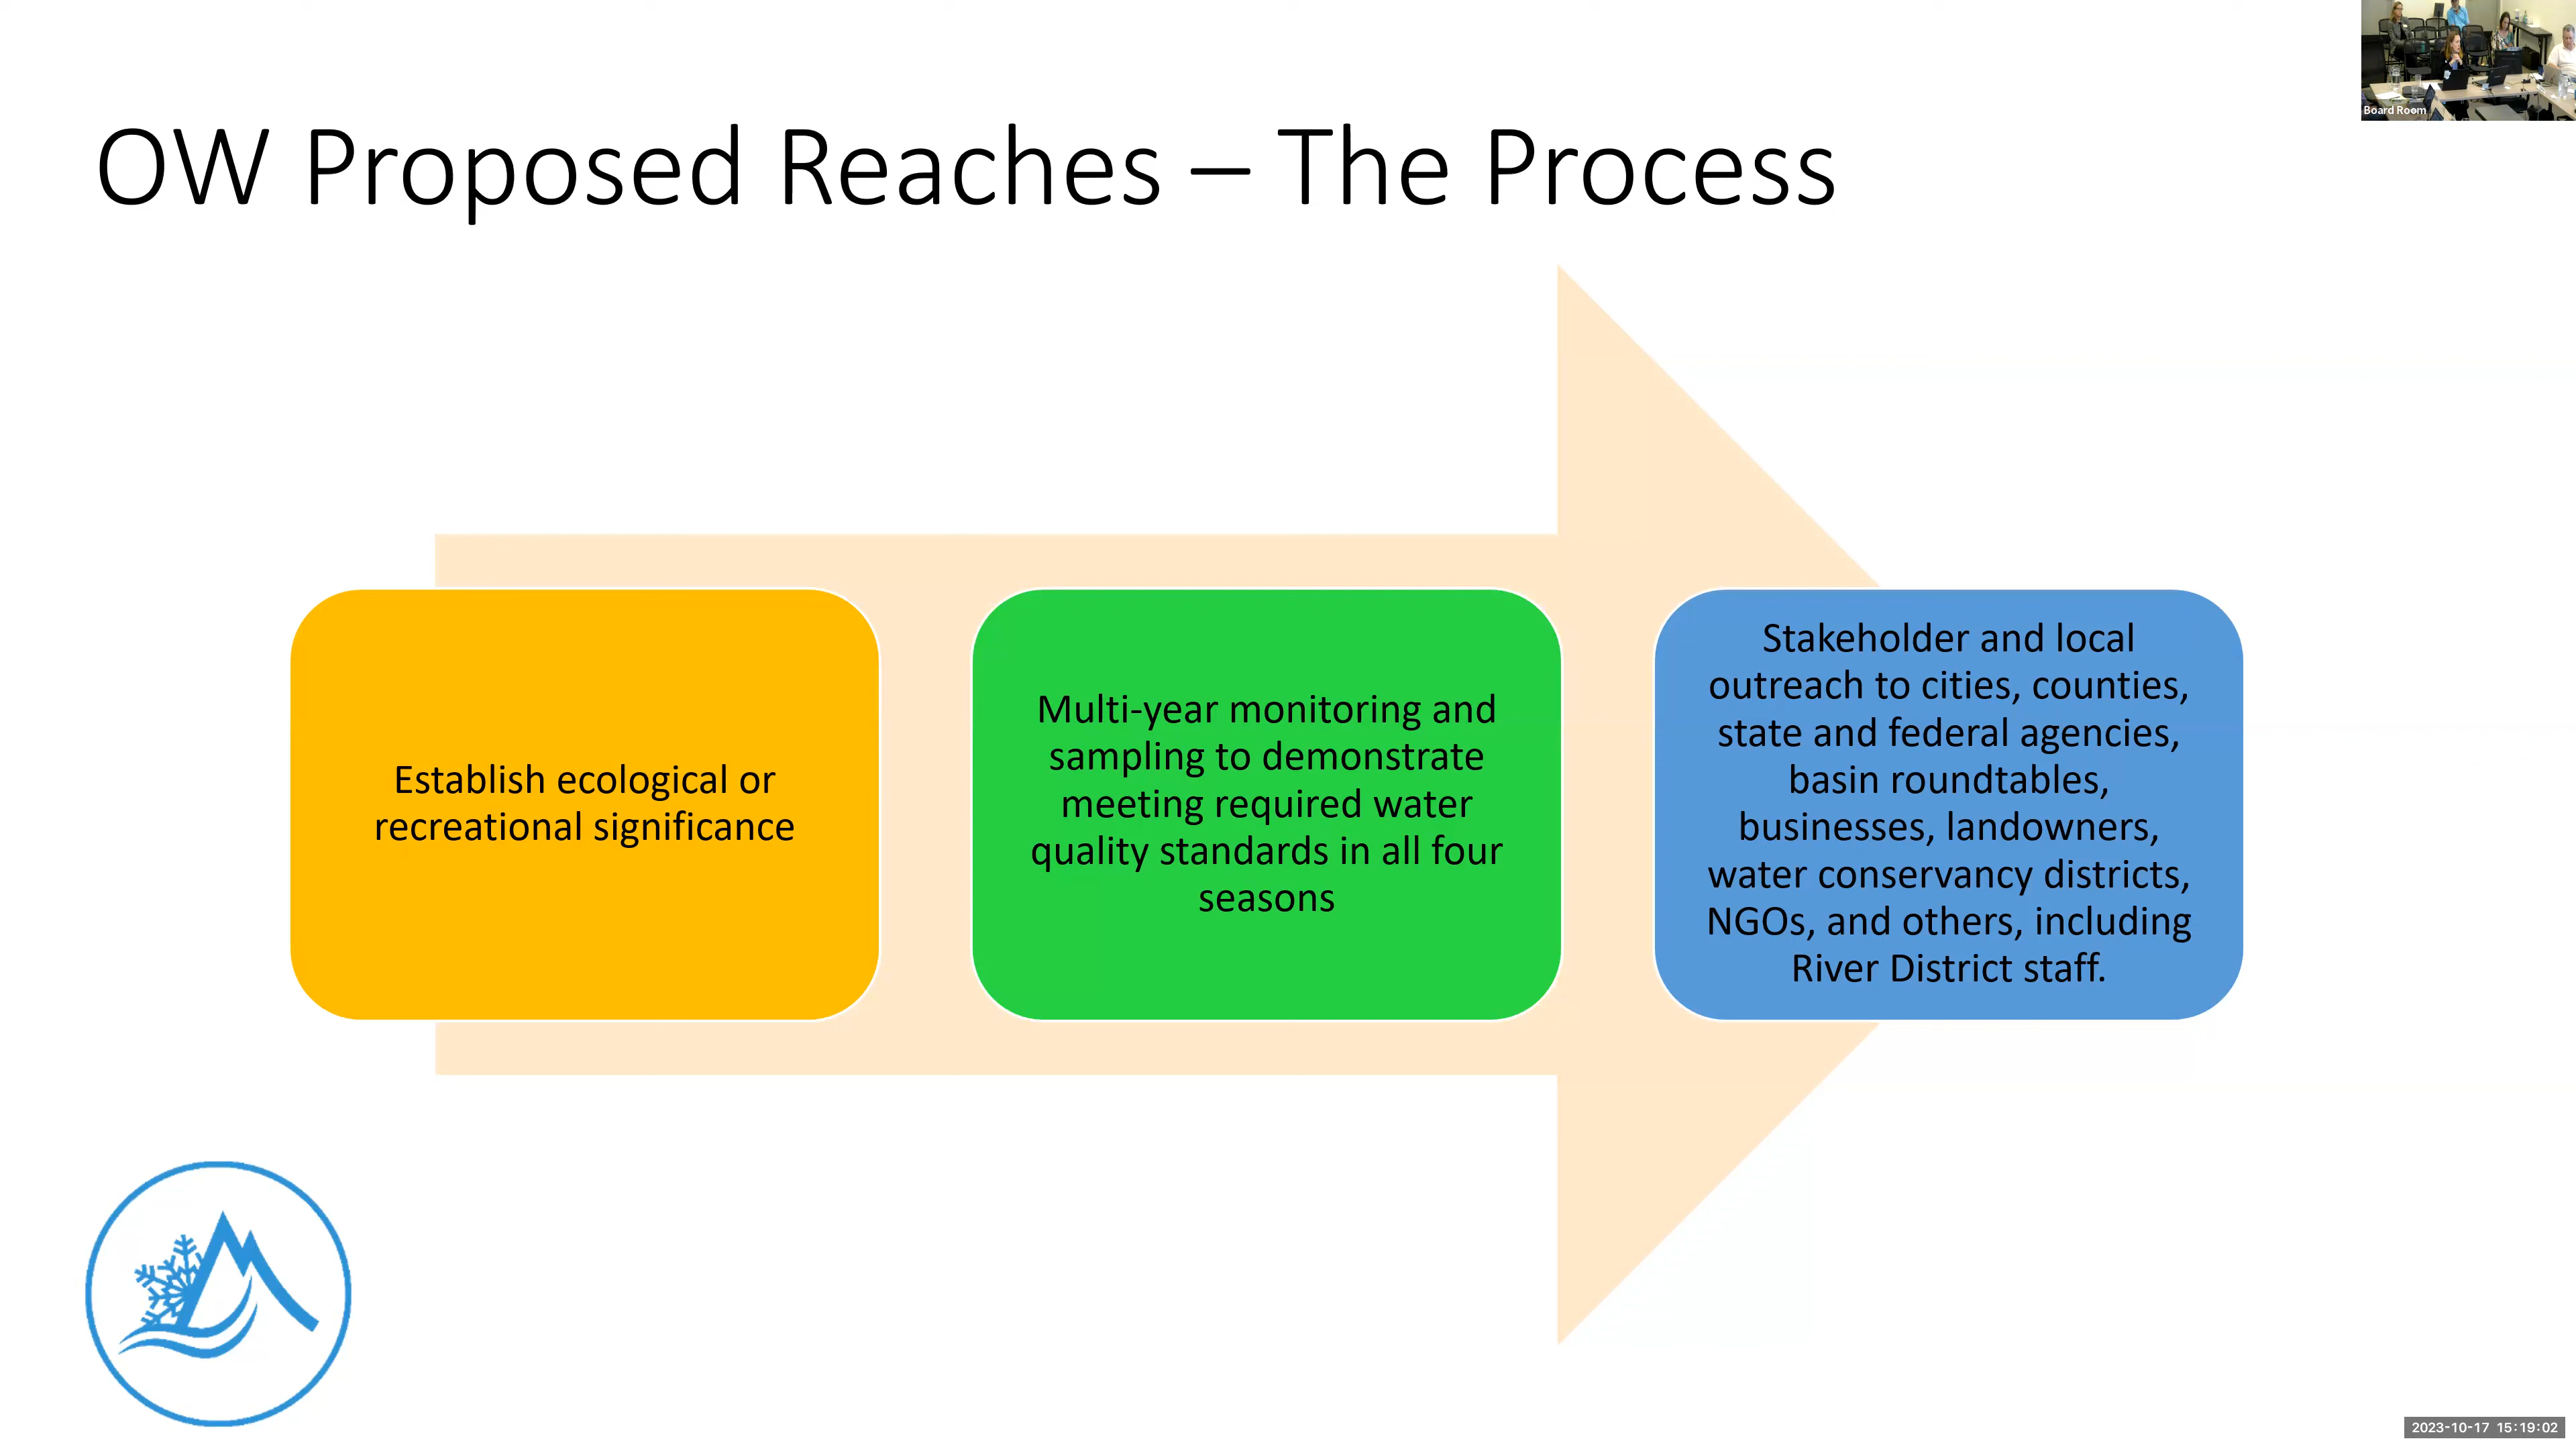 Board Room
OW Proposed Reaches – The Process
Establish ecological or
recreational significance
Multi-year monitoring and
sampling to demonstrate
meeting required water
quality standards in all four
seasons
Stakeholder and local
outreach to cities, counties,
state and federal agencies,
basin roundtables,
businesses, landowners,
water conservancy districts,
NGOs, and others, including
River District staff.
2023-10-17 15:19:02